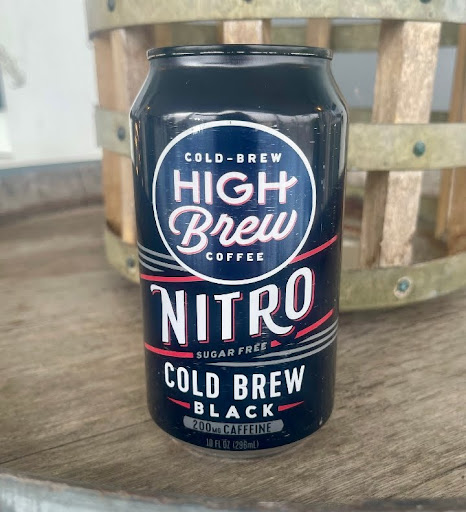 COLD-BREW
HIGH
Brew
COFFEE
NITRO
SUGAR FREE
COLD BREW
BLACK
200MG CAFFEINE
10 FL OZ (296mL)